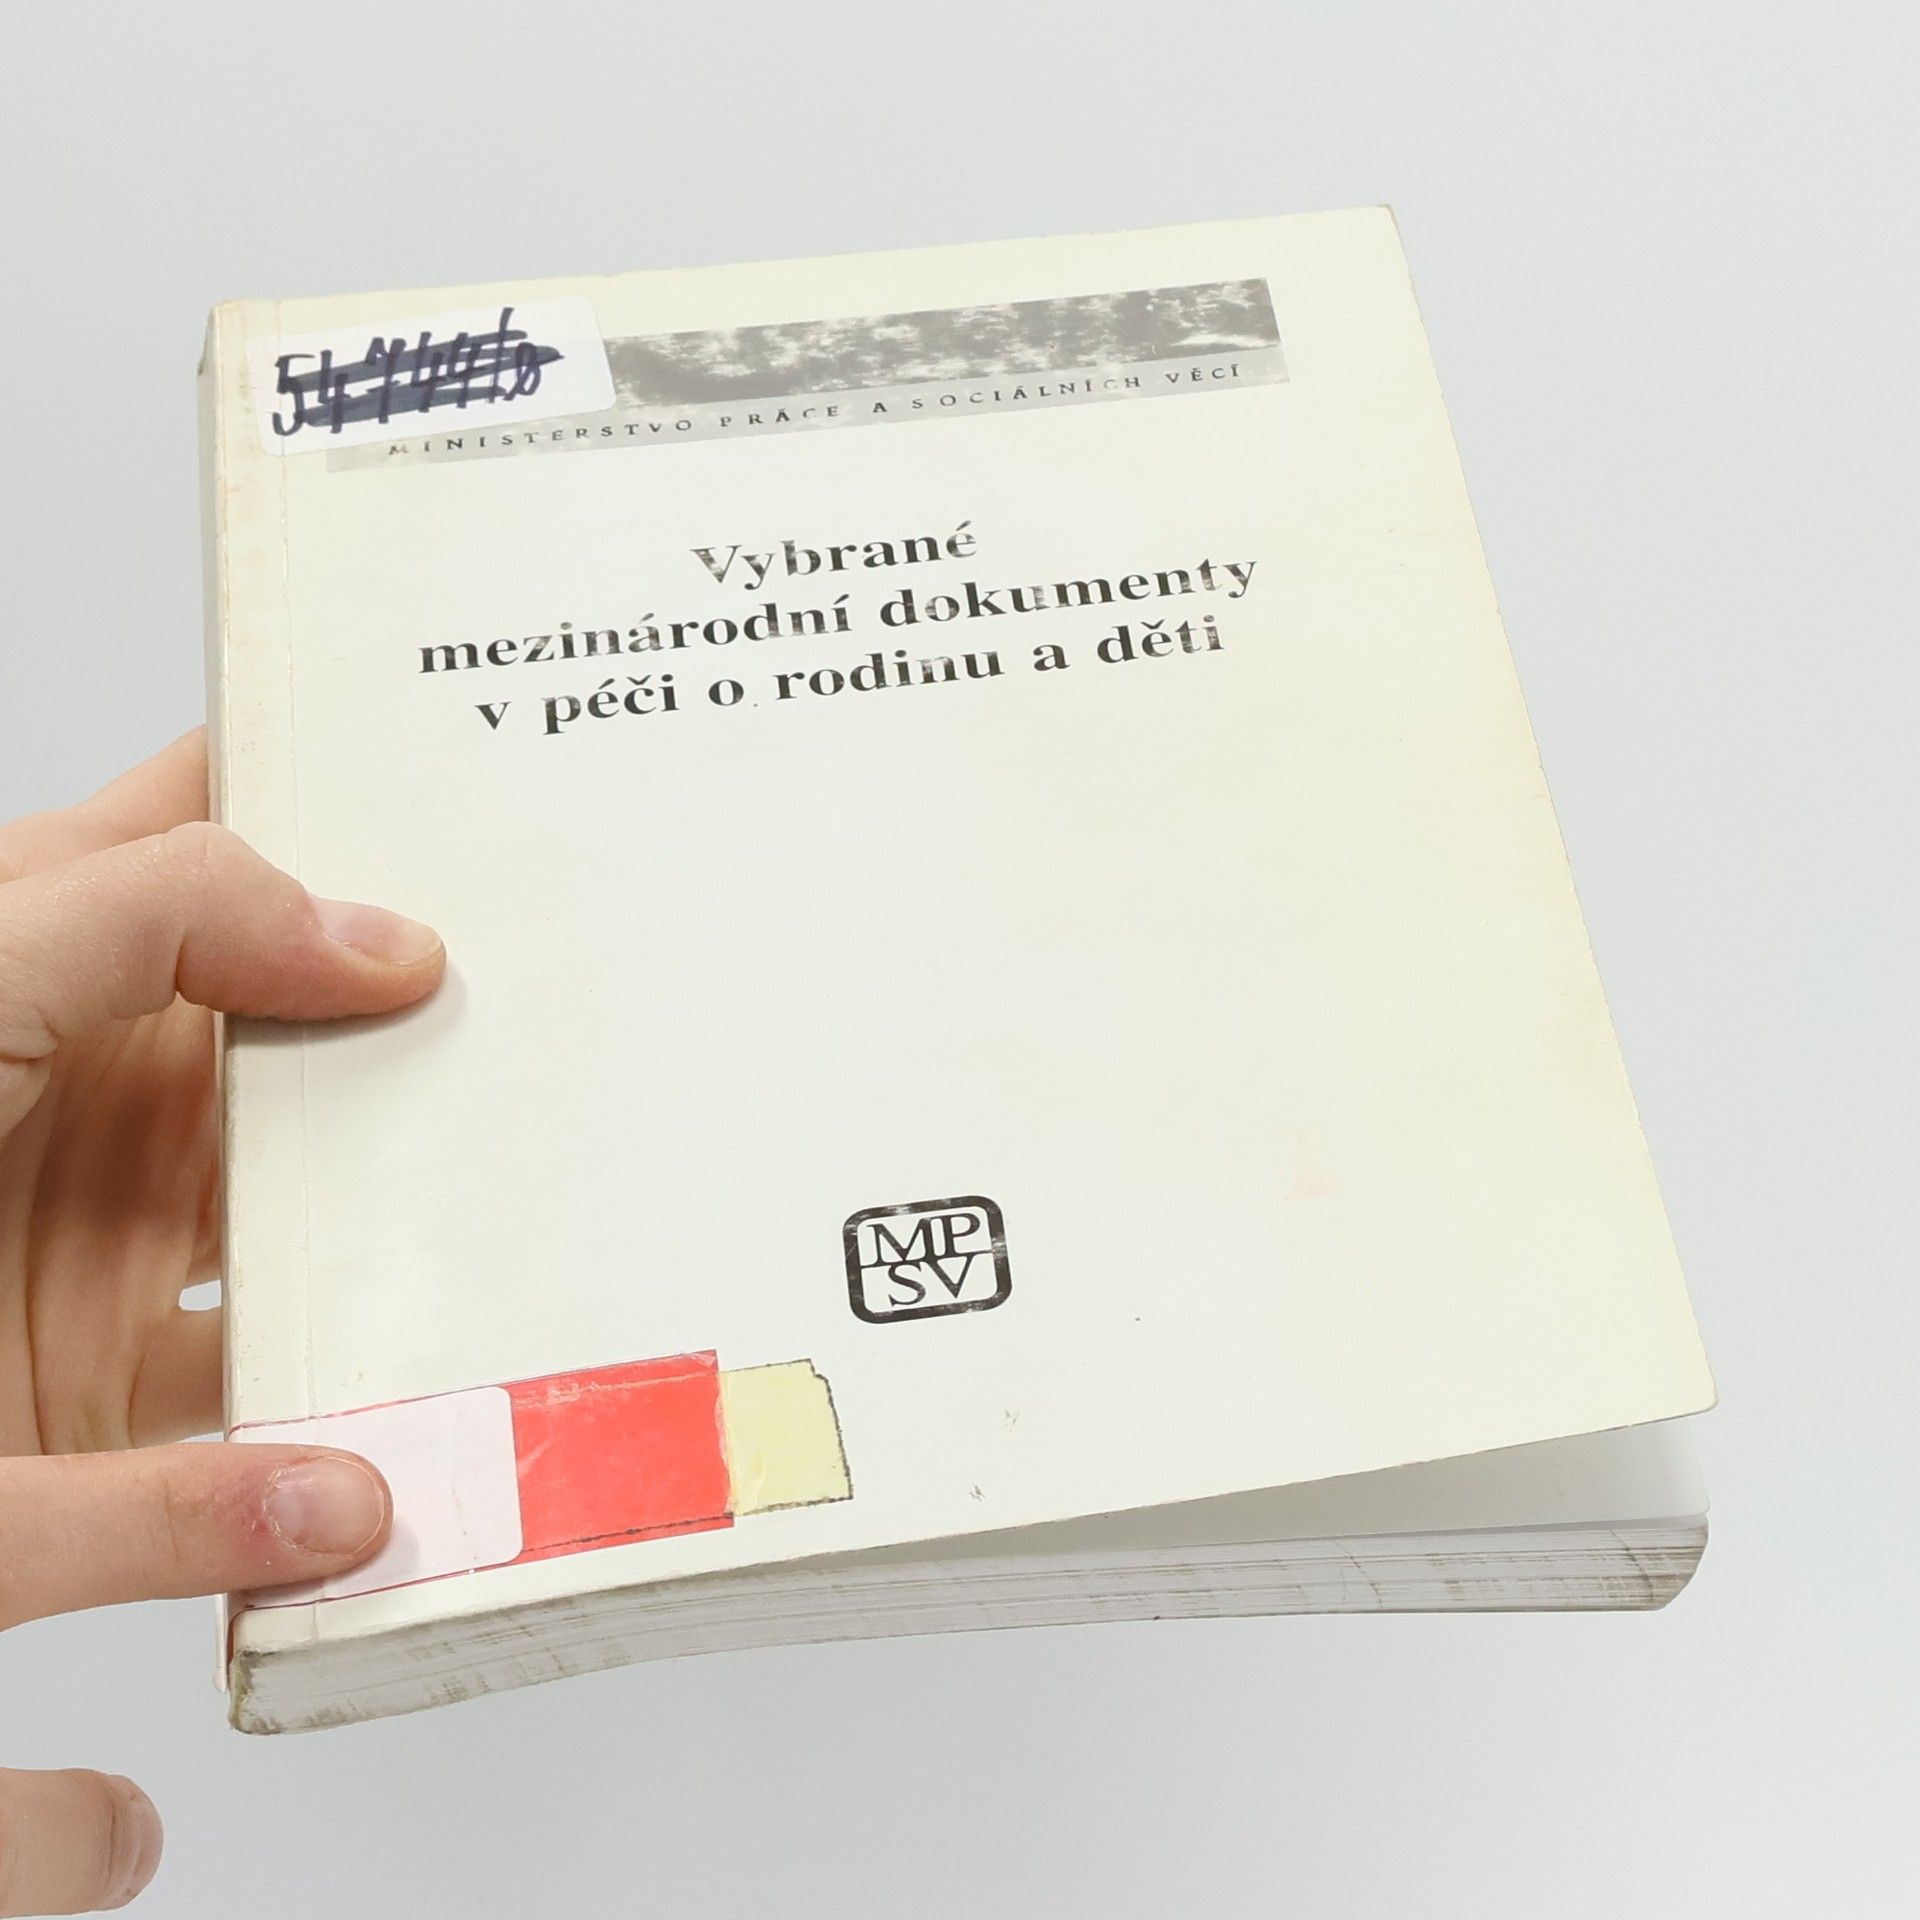 MINISTERSTVO PRÁCE A SOCIÁLNÍCH VĚCÍ
Vybrané
mezinárodní dokumenty
v péči o rodinu a děti
MP
SV